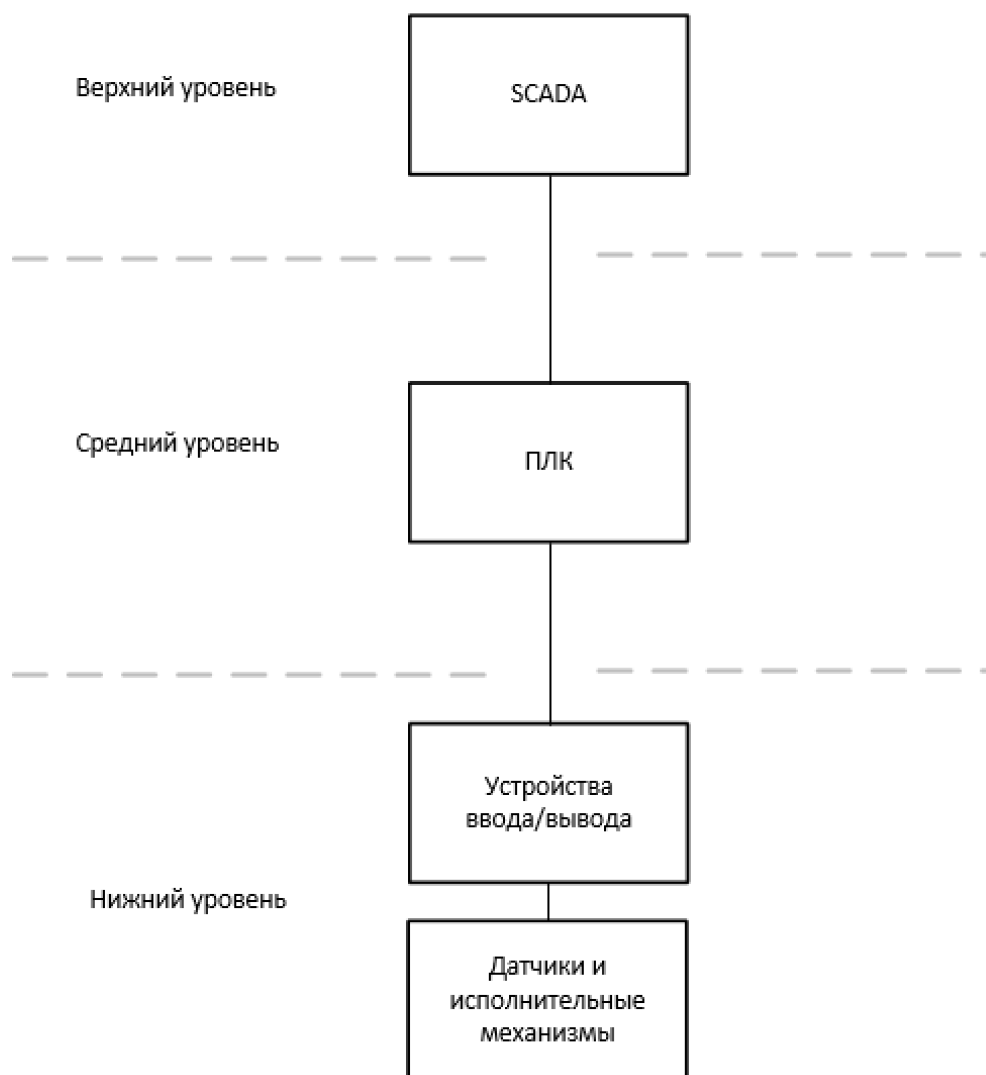 Верхний уровень
SCADA
Средний уровень
ПЛК
Устройства
ввода/вывода
Нижний уровень
Датчики и
исполнительные
механизмы